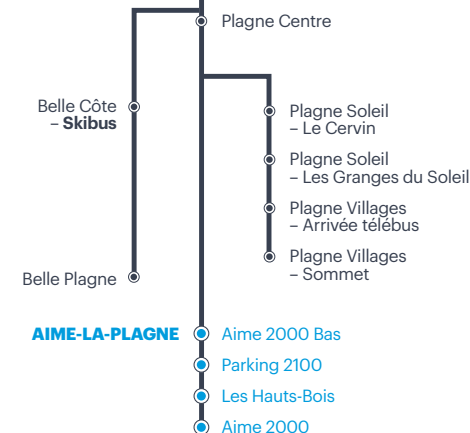 Plagne Centre
Belle Côte
– Skibus
Plagne Soleil
– Le Cervin
Plagne Soleil
– Les Granges du Soleil
Plagne Villages
– Arrivée télébus
Plagne Villages
– Sommet
Belle Plagne
AIME-LA-PLAGNE
Aime 2000 Bas
Parking 2100
Les Hauts-Bois
Aime 2000